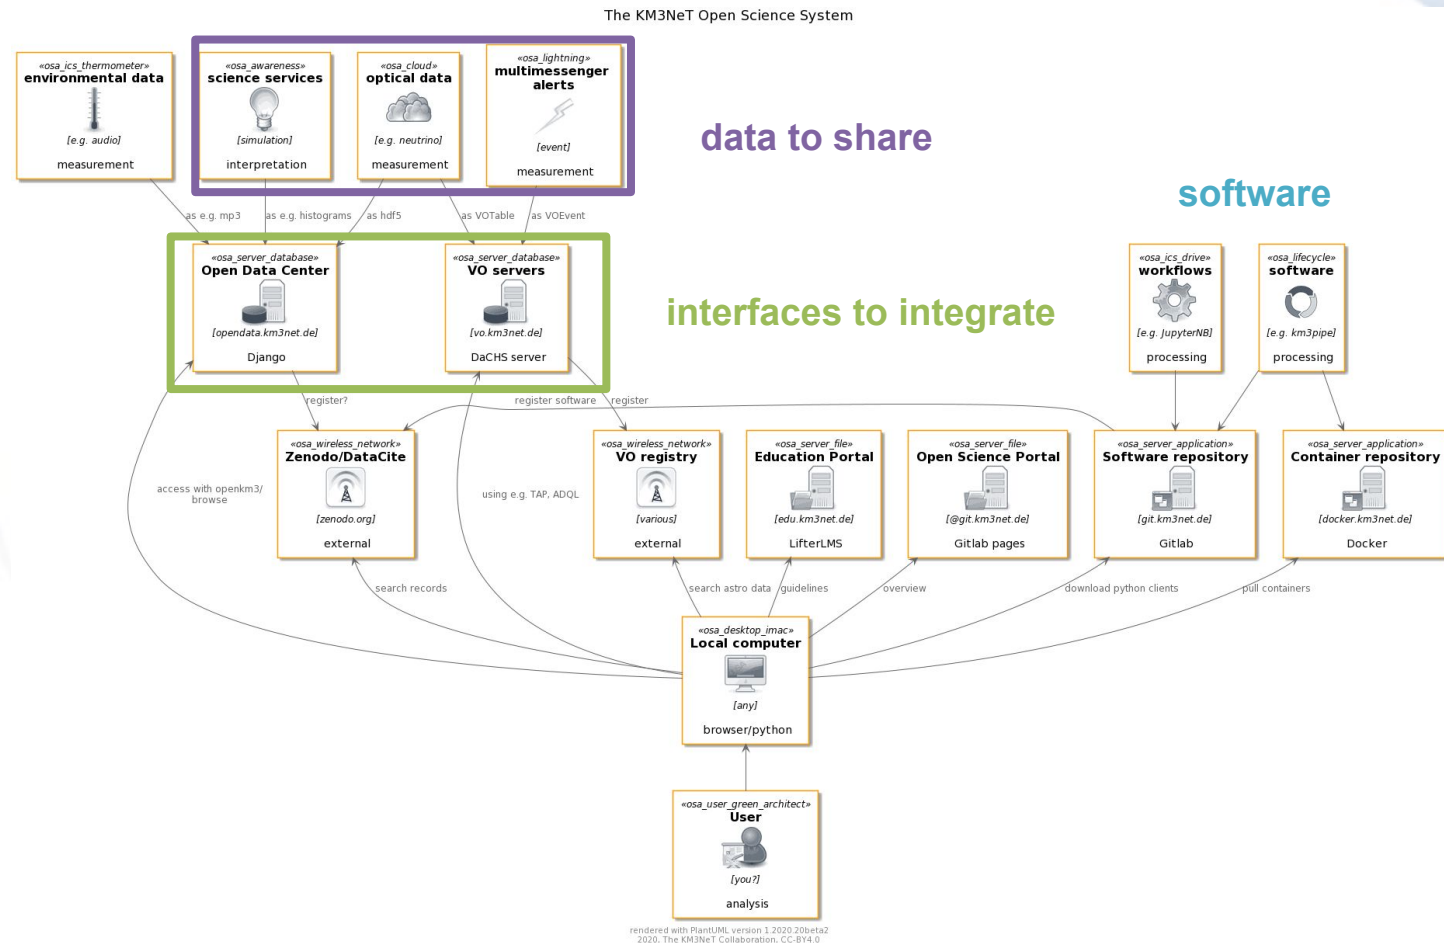 The KM3NeT Open Science System
«osa_ics_thermometer»
environmental data
[e.g. audio]
measurement
«osa_awareness»
science services
[simulation]
interpretation
«osa_cloud»
optical data
[e.g. neutrino]
measurement
«osa_lightning»
multimessenger
alerts
[event]
measurement
data to share
software
as e.g. mp3
as e.g. histograms
as hdf5
as VOTable
as VOEvent
«osa_server_database»
Open Data Center
[opendata.km3net.de]
Django
«osa_server_database»
VO servers
[vo.km3net.de]
DaCHS server
interfaces to integrate
«osa_ics_drive»
workflows
[e.g. JupyterNB]
processing
«osa_lifecycle»
software
[e.g. km3pipe]
processing
register?
register software
register
access with openkm3/
browse
«osa_wireless_network»
Zenodo/DataCite
[zenodo.org]
external
using e.g. TAP, ADQL
«osa_wireless_network»
VO registry
[various]
external
«osa_server_file»
Education Portal
[edu.km3net.de]
LifterLMS
«osa_server_file»
Open Science Portal
[@git.km3net.de]
Gitlab pages
«osa_server_application»
Software repository
[git.km3net.de]
Gitlab
«osa_server_application»
Container repository
[docker.km3net.de]
Docker
search records
search astro data
guidelines
overview
download python clients
pull containers
«osa_desktop_imac»
Local computer
[any]
browser/python
«osa_user_green_architect»
User
[you?]
analysis
rendered with PlantUML version 1.2020.20beta2
2020, The KM3NeT Collaboration, CC-BY4.0